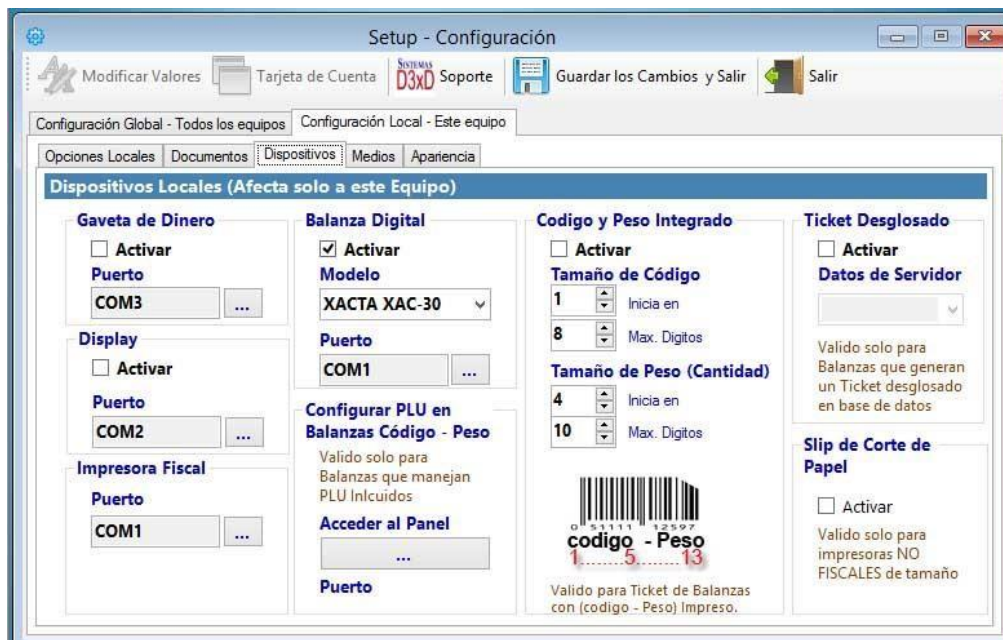 Setup - Configuración
Modificar Valores
Tarjeta de Cuenta
SISTEMAS
D3xD
Soporte
Guardar los Cambios y Salir
Salir
Configuración Global - Todos los equipos
Configuración Local - Este equipo
Opciones Locales
Documentos
Dispositivos
Medios
Apariencia
Dispositivos Locales (Afecta solo a este Equipo)
Gaveta de Dinero
Activar
Puerto
COM3
...
Display
Activar
Puerto
COM2
...
Impresora Fiscal
Puerto
COM1
...
Balanza Digital
Activar
Modelo
XACTA XAC-30
Puerto
COM1
...
Configurar PLU en
Balanzas Código - Peso
Valido solo para
Balanzas que manejan
PLU Inlcuidos
Acceder al Panel
...
Puerto
Codigo y Peso Integrado
Activar
Tamaño de Código
1 Inicia en
8 Max. Digitos
Tamaño de Peso (Cantidad)
4 Inicia en
10 Max. Digitos
0 51111 12597
codigo - Peso
1.......5.......13
Valido para Ticket de Balanzas
con (codigo - Peso) Impreso.
Ticket Desglosado
Activar
Datos de Servidor
Valido solo para
Balanzas que generan
un Ticket desglosado
en base de datos
Slip de Corte de
Papel
Activar
Valido solo para
impresoras NO
FISCALES de tamaño